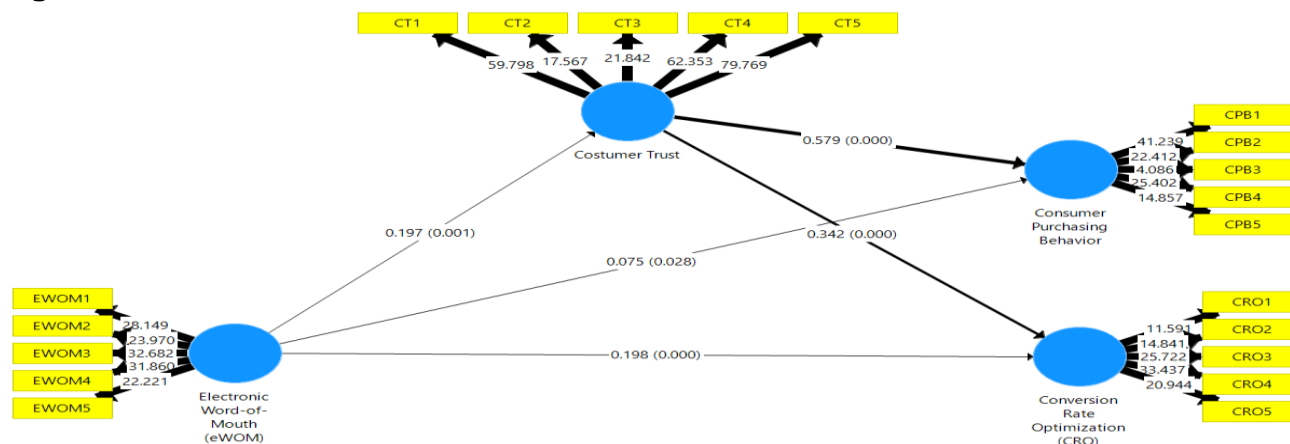 CT1 CT2 CT3 CT4 CT5
59.798 17.567 21.842 62.353 79.769
Costumer Trust
0.579 (0.000)
CPB1
CPB2
CPB3
CPB4
CPB5
41.239
22.412
4.086
25.402
14.857
Consumer
Purchasing
Behavior
0.197 (0.001)
0.342 (0.000)
0.075 (0.028)
EWOM1
EWOM2
EWOM3
EWOM4
EWOM5
28.149
23.970
32.682
31.860
22.221
Electronic
Word-of-
Mouth
(eWOM)
0.198 (0.000)
CRO1
CRO2
CRO3
CRO4
CRO5
11.591
14.841
25.722
33.437
20.944
Conversion
Rate
Optimization
(CRO)